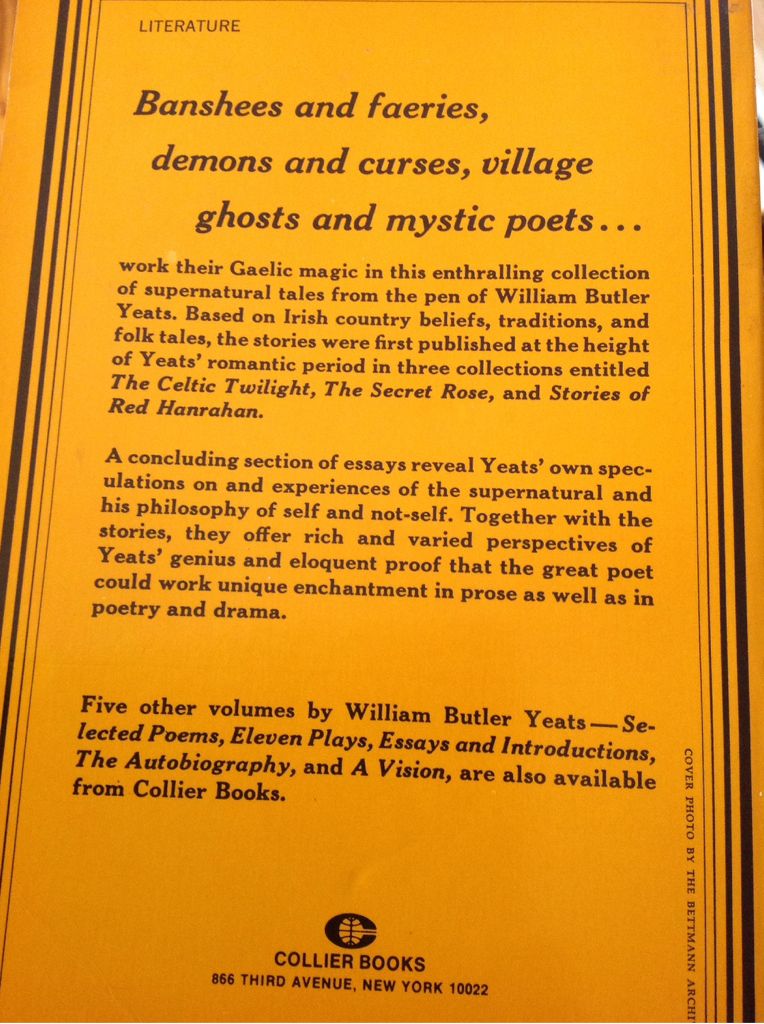 LITERATURE
Banshees and faeries,
demons and curses, village
ghosts and mystic poets...
work their Gaelic magic in this enthralling collection
of supernatural tales from the pen of William Butler
Yeats. Based on Irish country beliefs, traditions, and
folk tales, the stories were first published at the height
of Yeats' romantic period in three collections entitled
The Celtic Twilight, The Secret Rose, and Stories of
Red Hanrahan.
A concluding section of essays reveal Yeats' own spec-
ulations on and experiences of the supernatural and
his philosophy of self and not-self. Together with the
stories, they offer rich and varied perspectives of
Yeats' genius and eloquent proof that the great poet
could work unique enchantment in prose as well as in
poetry and drama.
Five other volumes by William Butler Yeats—Se-
lected Poems, Eleven Plays, Essays and Introductions,
The Autobiography, and A Vision, are also available
from Collier Books.
COVER PHOTO BY THE BETTMANN ARCHI
COLLIER BOOKS
866 THIRD AVENUE, NEW YORK 10022